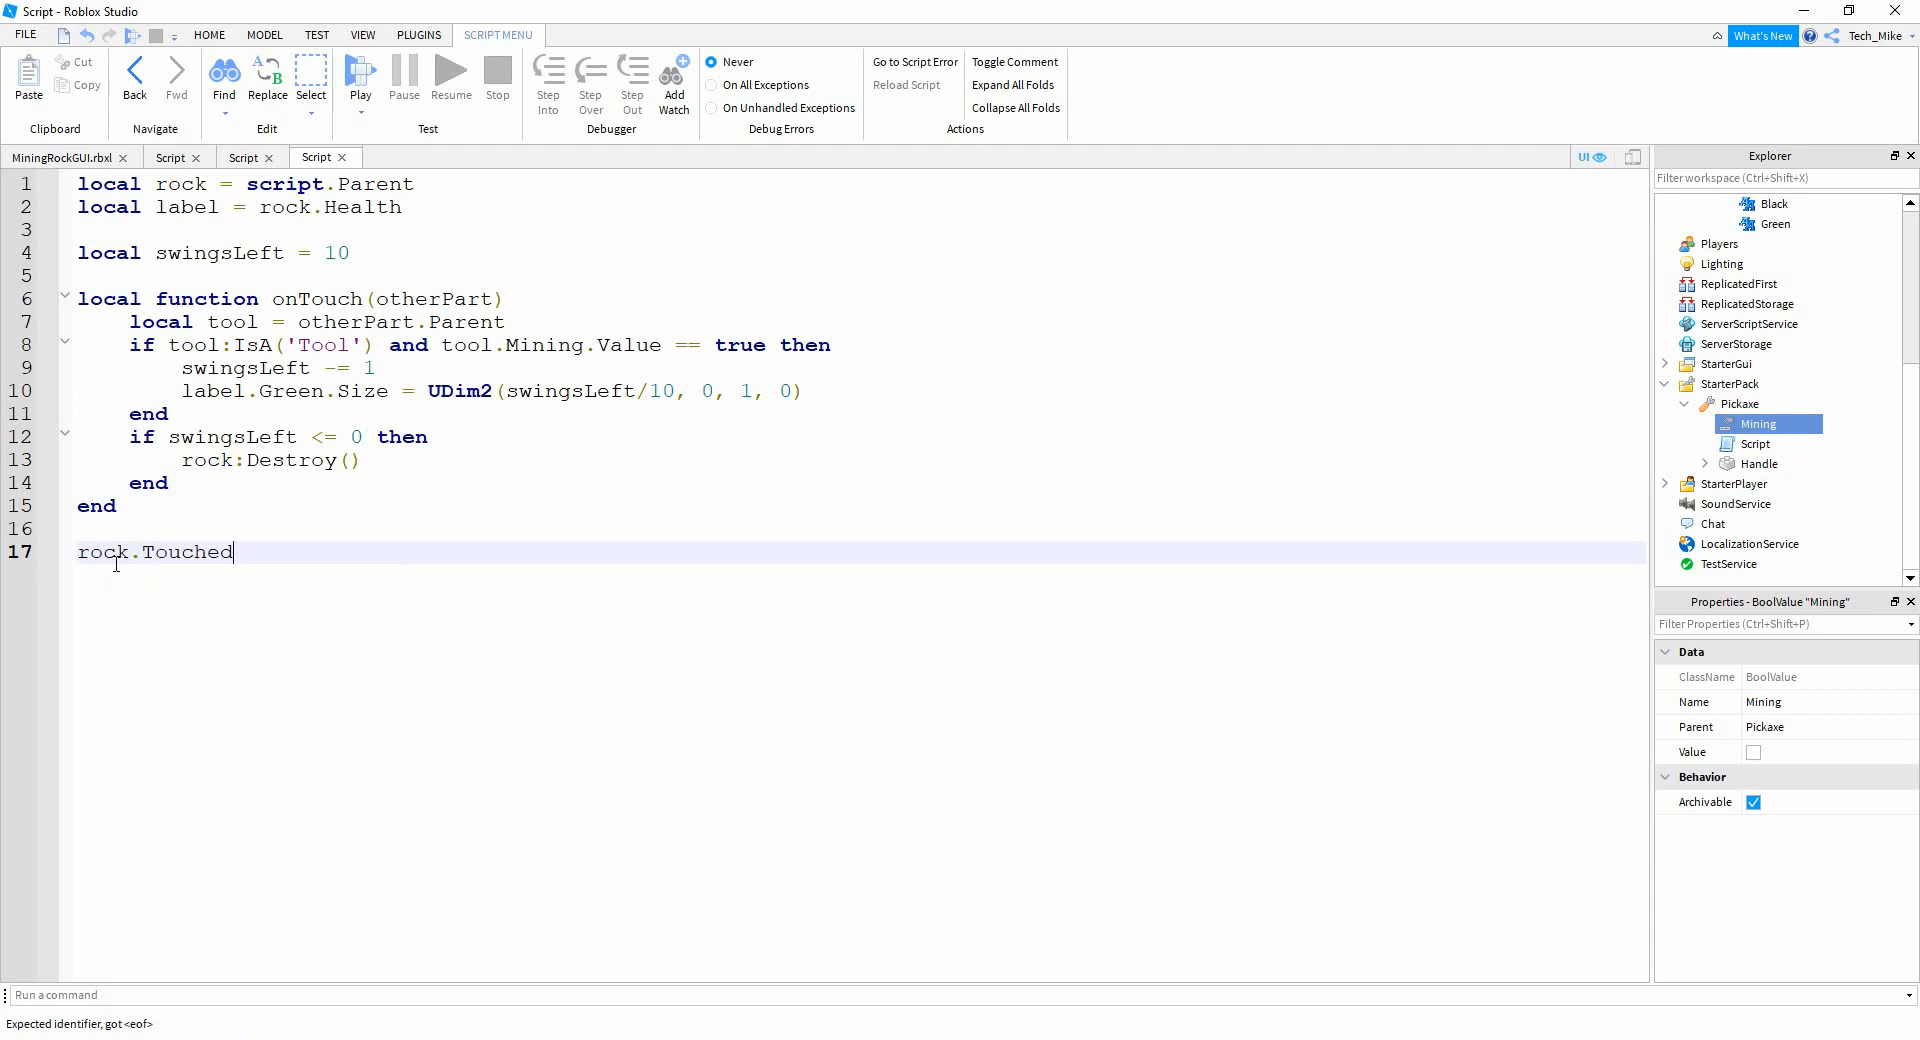 Script - Roblox Studio
FILE HOME MODEL TEST VIEW PLUGINS SCRIPT MENU What's New Tech_Mike
Paste Cut Copy Back Fwd Find Replace Select Play Pause Resume Stop Step Into Step Over Step Out Add Watch
Never
On All Exceptions
On Unhandled Exceptions
Go to Script Error
Reload Script
Toggle Comment
Expand All Folds
Collapse All Folds
Clipboard Navigate Edit Test Debugger Debug Errors Actions
MiningRockGUI.rbxl Script Script Script UI
1 local rock = script.Parent
2 local label = rock.Health
3
4 local swingsLeft = 10
5
6 local function onTouch(otherPart)
7 local tool = otherPart.Parent
8 if tool:IsA('Tool') and tool.Mining.Value == true then
9 swingsLeft -= 1
10 label.Green.Size = UDim2(swingsLeft/10, 0, 1, 0)
11 end
12 if swingsLeft <= 0 then
13 rock:Destroy()
14 end
15 end
16
17 rock.Touched
Explorer
Filter workspace (Ctrl+Shift+X)
Black
Green
Players
Lighting
ReplicatedFirst
ReplicatedStorage
ServerScriptService
ServerStorage
StarterGui
StarterPack
Pickaxe
Mining
Script
Handle
StarterPlayer
SoundService
Chat
LocalizationService
TestService
Properties - BoolValue "Mining"
Filter Properties (Ctrl+Shift+P)
Data
ClassName BoolValue
Name Mining
Parent Pickaxe
Value
Behavior
Archivable
Run a command
Expected identifier, got <eof>